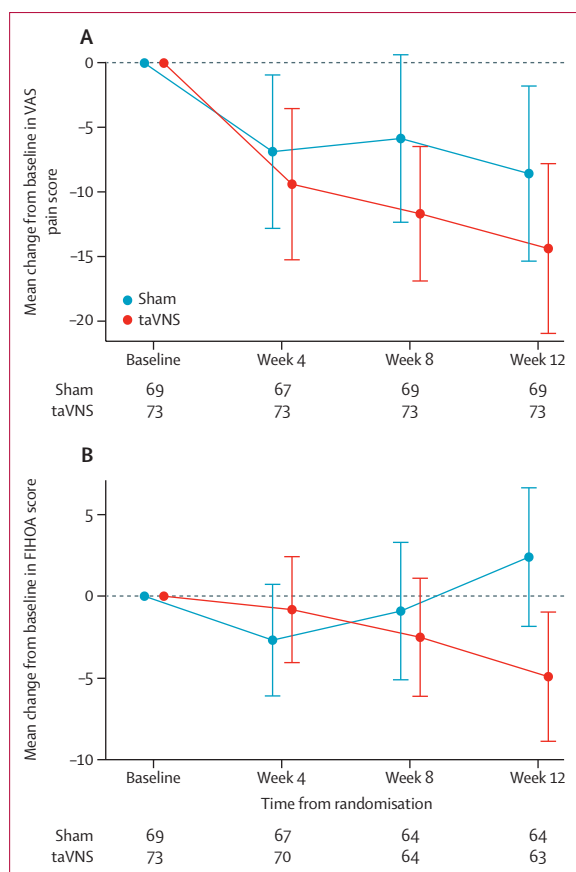 A
Mean change from baseline in VAS
pain score
0
−5
−10
−15
−20
Sham
taVNS
Baseline Week 4 Week 8 Week 12
Sham 69 67 69 69
taVNS 73 73 73 73
B
Mean change from baseline in FIHOA score
5
0
−5
−10
Baseline Week 4 Week 8 Week 12
Time from randomisation
Sham 69 67 64 64
taVNS 73 70 64 63